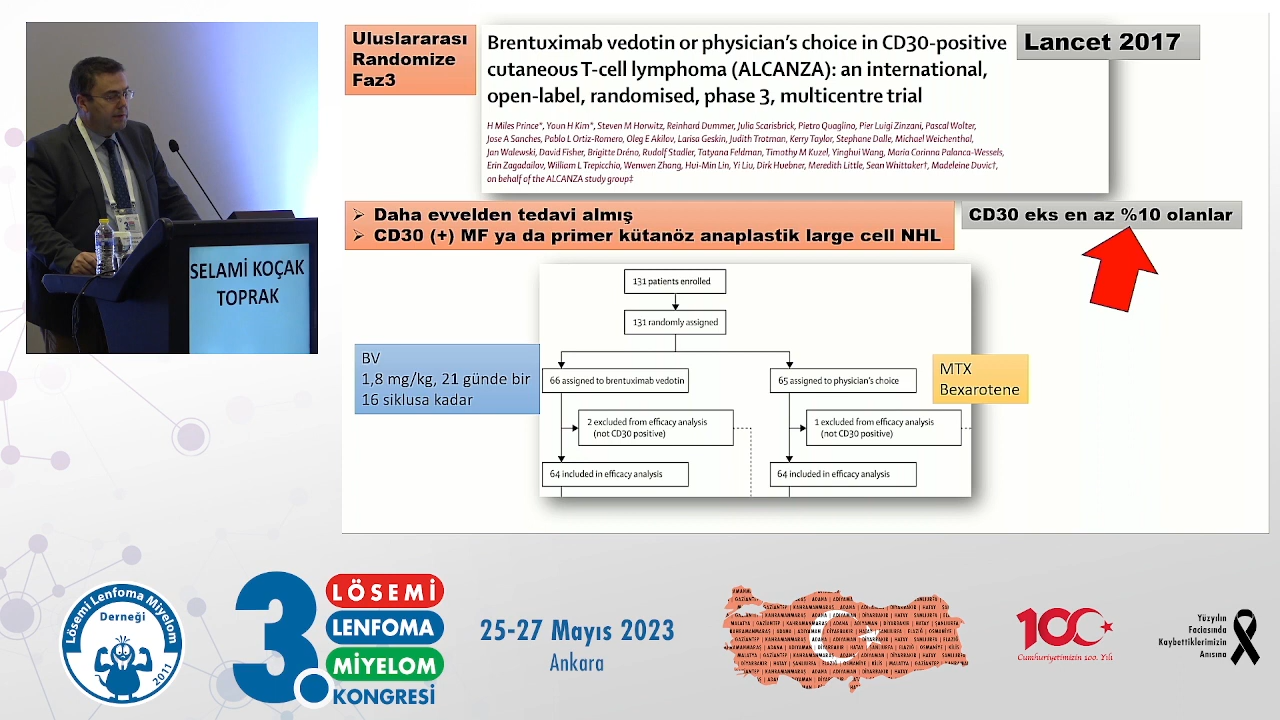 SELAMİ KOÇAK
TOPRAK
Uluslararası
Randomize
Faz3
Brentuximab vedotin or physician's choice in CD30-positive
cutaneous T-cell lymphoma (ALCANZA): an international,
open-label, randomised, phase 3, multicentre trial
Lancet 2017
H Miles Prince*, Youn H Kim*, Steven M Horwitz, Reinhard Dummer, Julia Scarisbrick, Pietro Quaglino, Pier Luigi Zinzani, Pascal Wolter,
Jose A Sanches, Pablo L Ortiz-Romero, Oleg E Akilov, Larisa Geskin, Judith Trotman, Kerry Taylor, Stephane Dalle, Michael Weichenthal,
Jan Walewski, David Fisher, Brigitte Dréno, Rudolf Stadler, Tatyana Feldman, Timothy M Kuzel, Yinghui Wang, Maria Corinna Palanca-Wessels,
Erin Zagadailov, William L Trepicchio, Wenwen Zhang, Hui-Min Lin, Yi Liu, Dirk Huebner, Meredith Little, Sean Whittaker†, Madeleine Duvic†,
on behalf of the ALCANZA study group‡
➢ Daha evvelden tedavi almış
➢ CD30 (+) MF ya da primer kütanöz anaplastik large cell NHL
CD30 eks en az %10 olanlar
131 patients enrolled
131 randomly assigned
BV
1,8 mg/kg, 21 günde bir
16 siklusa kadar
66 assigned to brentuximab vedotin
65 assigned to physician's choice
MTX
Bexarotene
2 excluded from efficacy analysis
(not CD30 positive)
1 excluded from efficacy analysis
(not CD30 positive)
64 included in efficacy analysis
64 included in efficacy analysis
Lösemi Lenfoma Miyelom
Derneği
2021
3.
LÖSEMİ
LENFOMA
MİYELOM
KONGRESİ
25-27 Mayıs 2023
Ankara
100
Cumhuriyetimizin 100. Yılı
Yüzyılın
Faciasında
Kaybettiklerimizin
Anısına